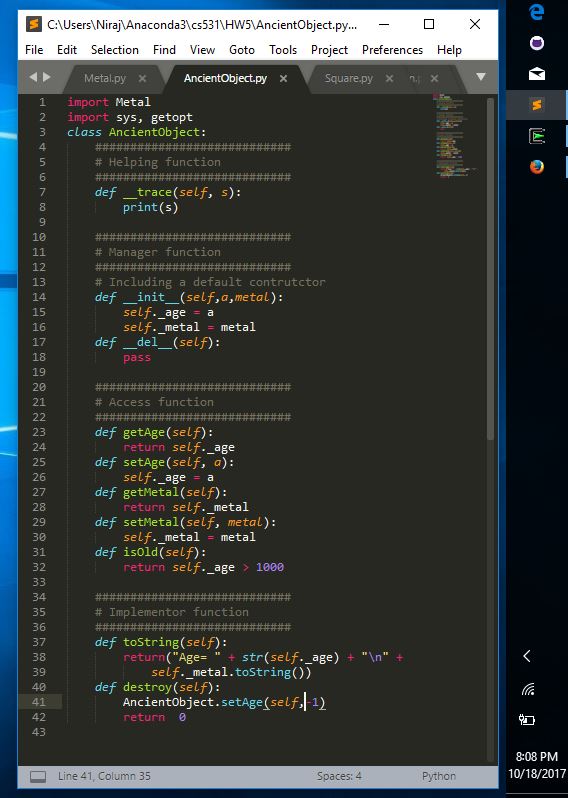 C:\Users\Niraj\Anaconda3\cs531\HW5\AncientObject.py...
File Edit Selection Find View Goto Tools Project Preferences Help
Metal.py AncientObject.py Square.py
1 import Metal
2 import sys, getopt
3 class AncientObject:
4 ############################
5 # Helping function
6 ############################
7 def __trace(self, s):
8 print(s)
9
10 ############################
11 # Manager function
12 ############################
13 # Including a default contrutctor
14 def __init__(self,a,metal):
15 self._age = a
16 self._metal = metal
17 def __del__(self):
18 pass
19
20 ############################
21 # Access function
22 ############################
23 def getAge(self):
24 return self._age
25 def setAge(self, a):
26 self._age = a
27 def getMetal(self):
28 return self._metal
29 def setMetal(self, metal):
30 self._metal = metal
31 def isOld(self):
32 return self._age > 1000
33
34 ############################
35 # Implementor function
36 ############################
37 def toString(self):
38 return("Age= " + str(self._age) + "\n" +
39 self._metal.toString())
40 def destroy(self):
41 AncientObject.setAge(self,-1)
42 return 0
43
Line 41, Column 35 Spaces: 4 Python
8:08 PM
10/18/2017